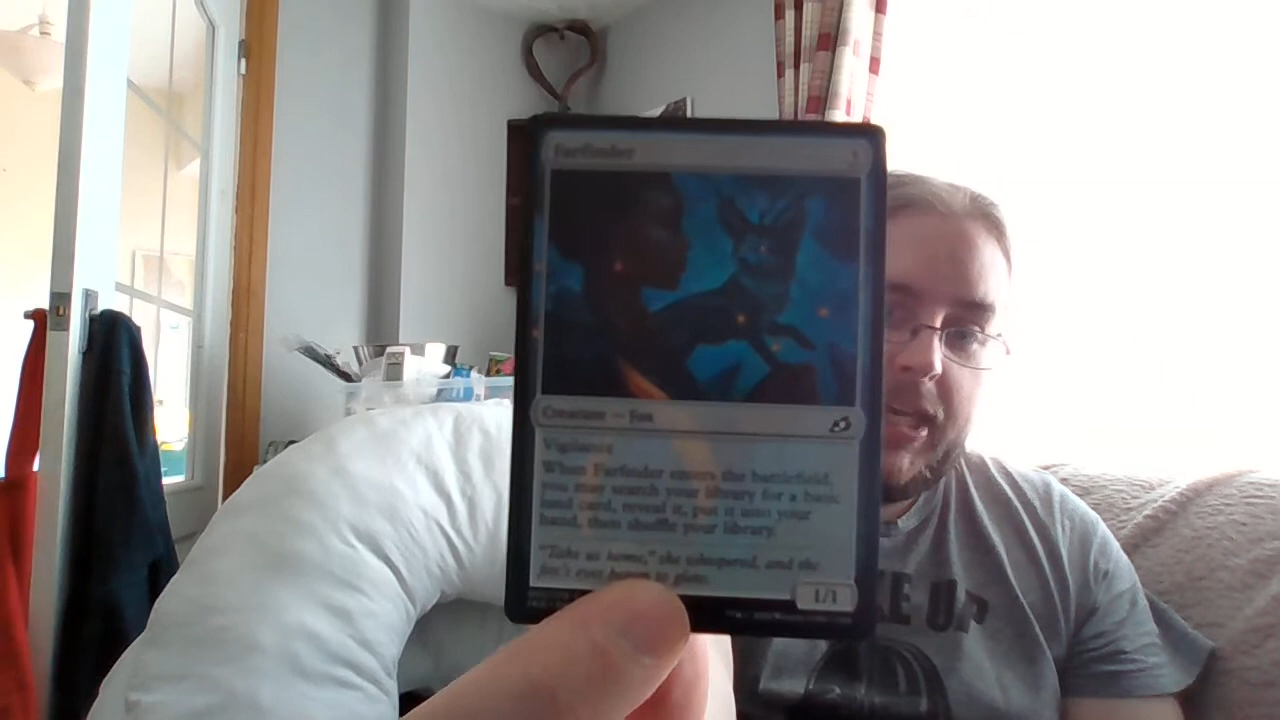 Farfinder
Creature — Fox
Vigilance
When Farfinder enters the battlefield,
you may search your library for a basic
land card, reveal it, put it into your
hand, then shuffle your library.
"Take us home," she whispered, and the
fox's eyes began to glow.
1/1
KE UP